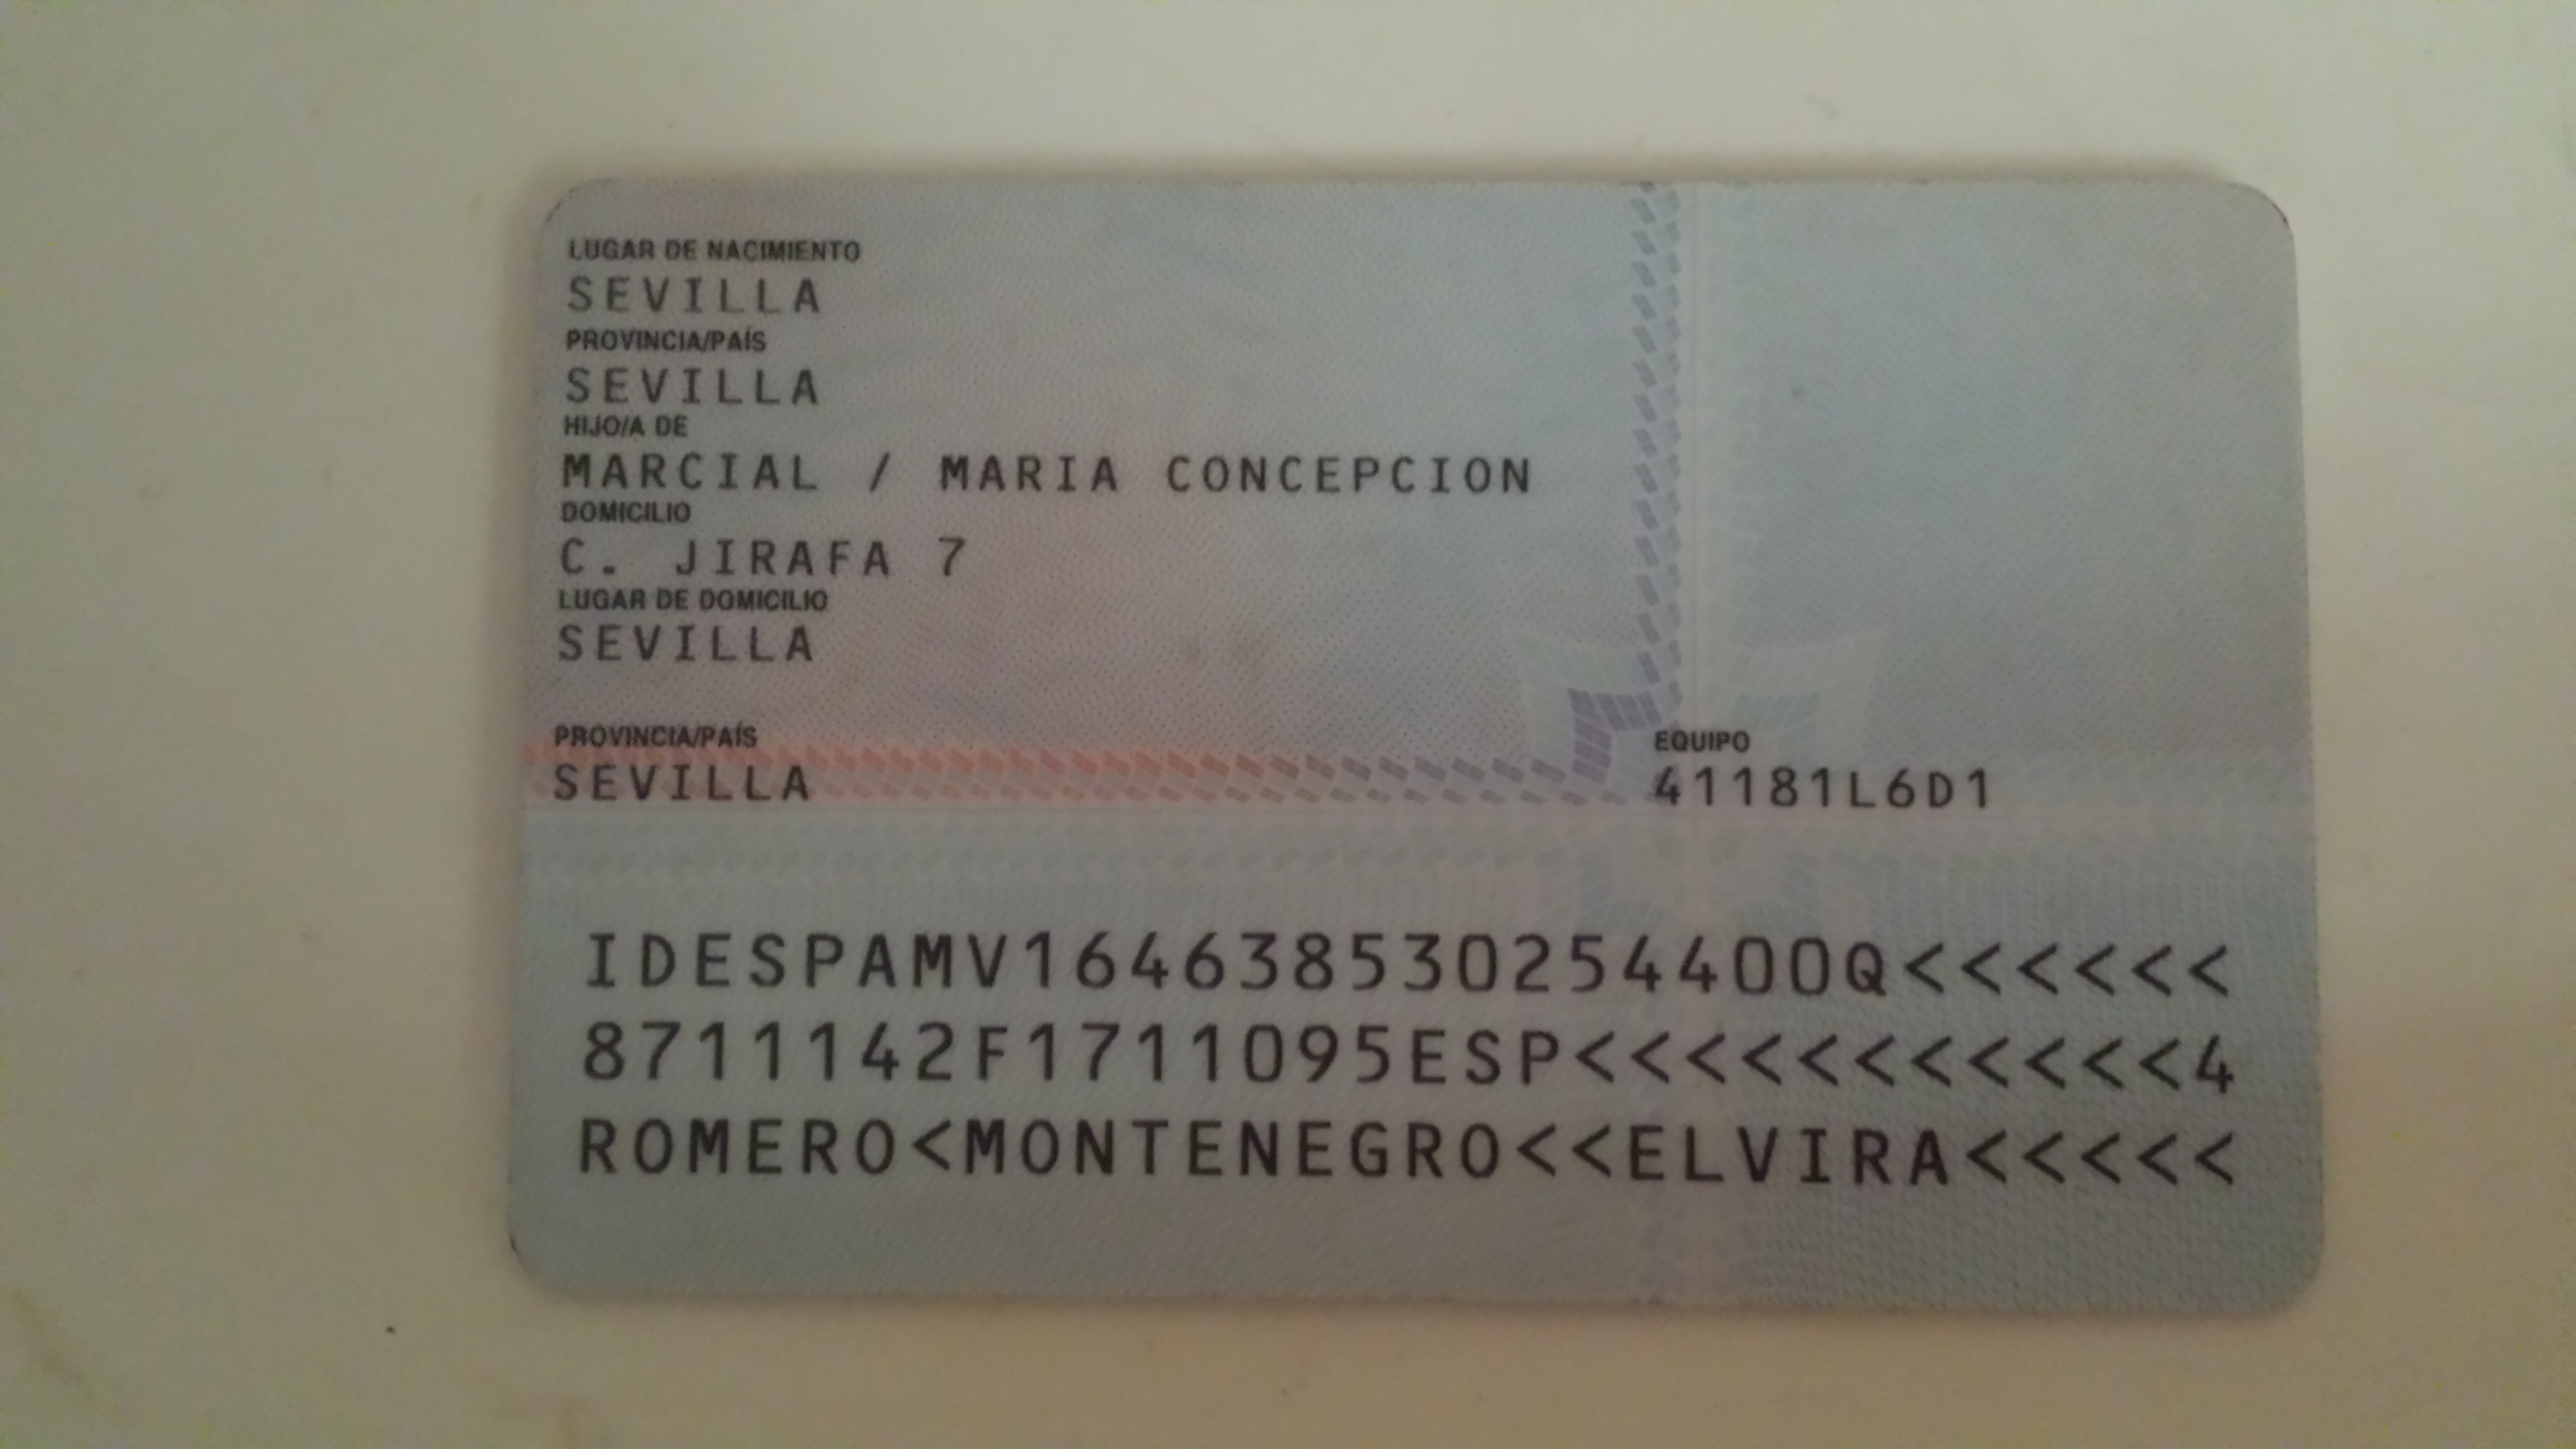 LUGAR DE NACIMIENTO
SEVILLA
PROVINCIA/PAÍS
SEVILLA
HIJO/A DE
MARCIAL / MARIA CONCEPCION
DOMICILIO
C. JIRAFA 7
LUGAR DE DOMICILIO
SEVILLA
PROVINCIA/PAÍS
SEVILLA
EQUIPO
41181L6D1
IDESPAMV164638530254400Q<<<<<<
8711142F1711095ESP<<<<<<<<<<<4
ROMERO<MONTENEGRO<<ELVIRA<<<<<